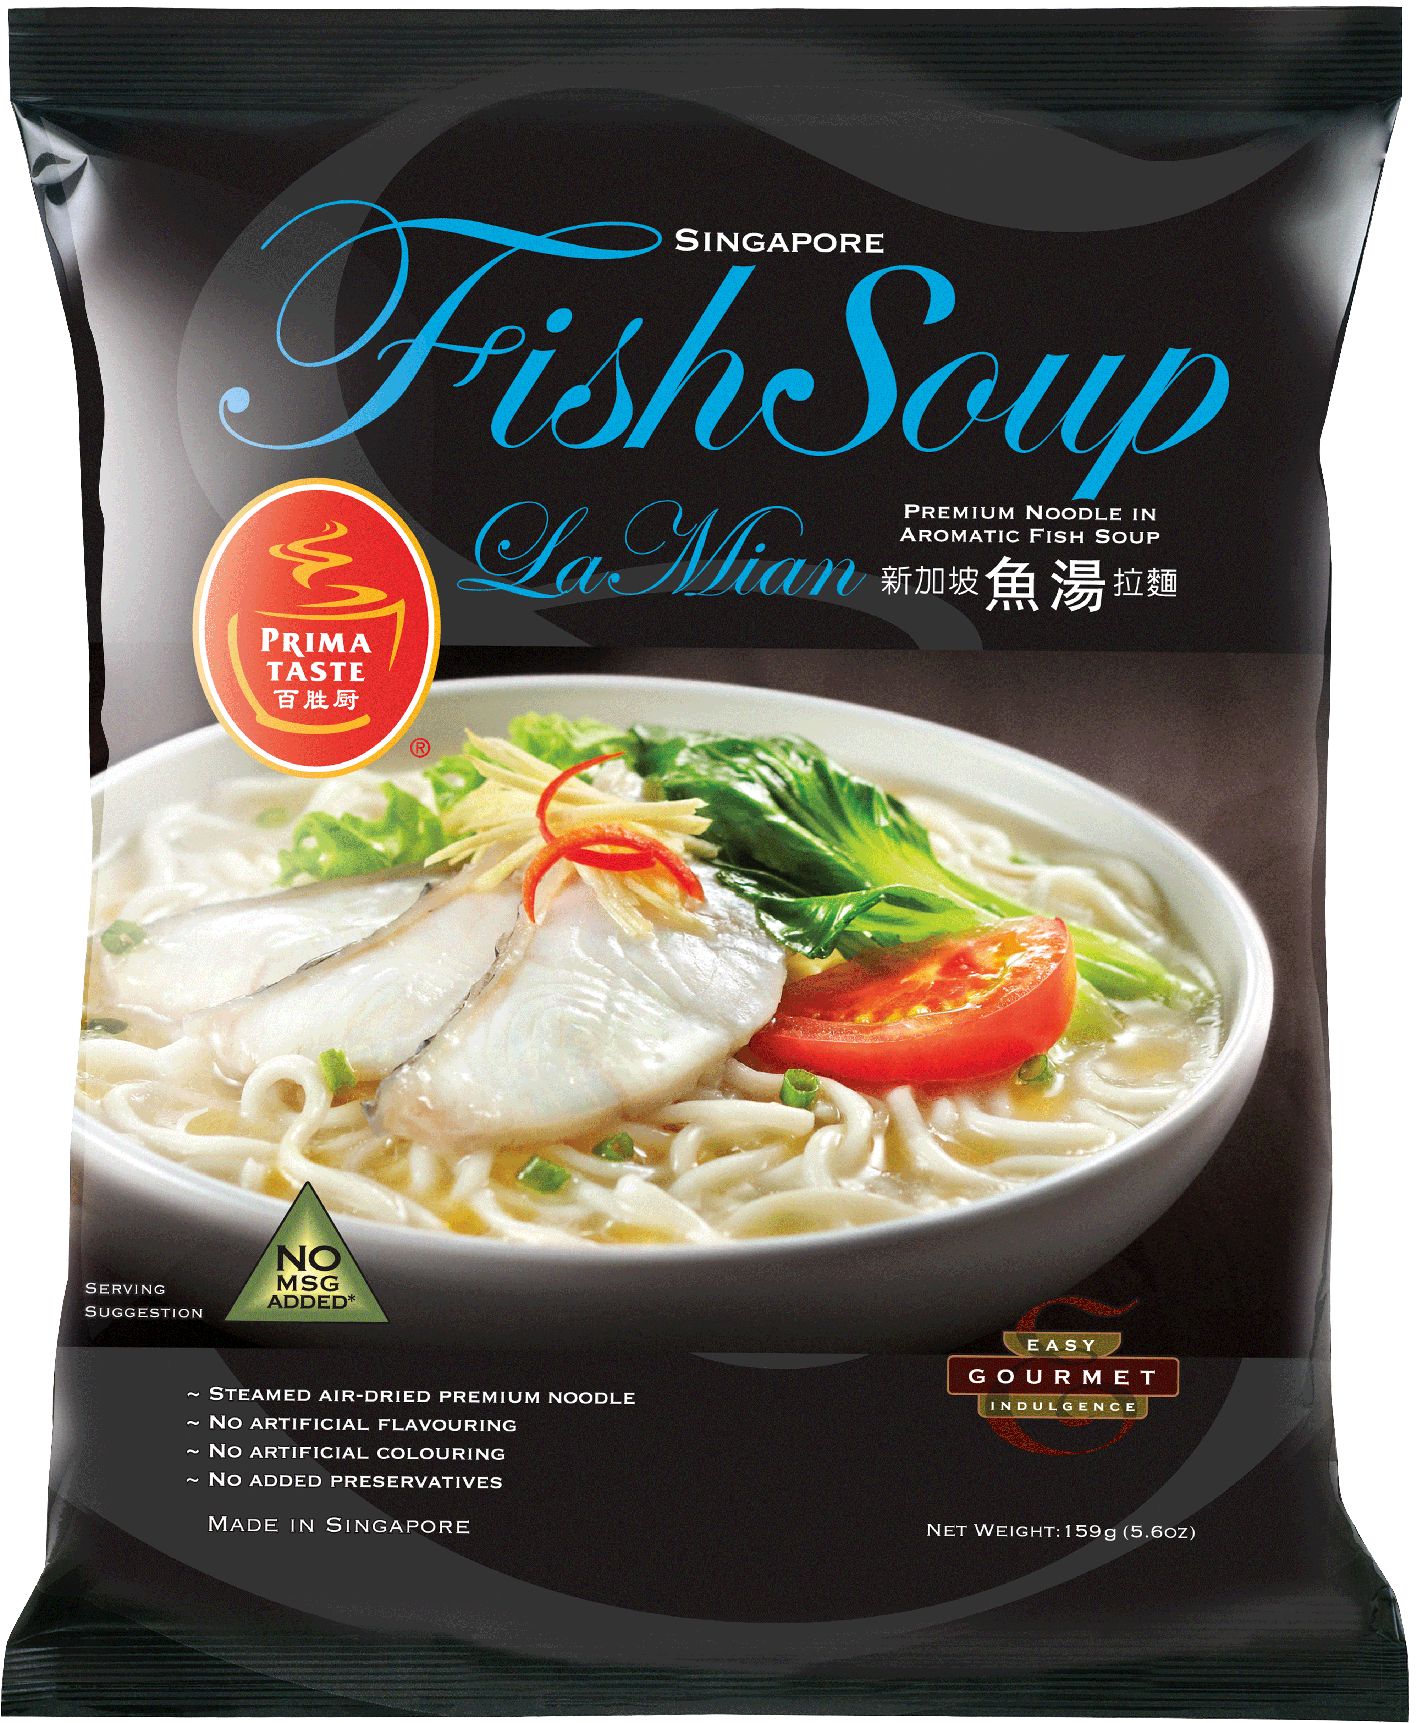 SINGAPORE
Fish Soup
La Mian
PREMIUM NOODLE IN
AROMATIC FISH SOUP
新加坡魚湯拉麵
PRIMA
TASTE
百胜厨
®
NO
MSG
ADDED*
SERVING
SUGGESTION
EASY
GOURMET
INDULGENCE
~ STEAMED AIR-DRIED PREMIUM NOODLE
~ NO ARTIFICIAL FLAVOURING
~ NO ARTIFICIAL COLOURING
~ NO ADDED PRESERVATIVES
MADE IN SINGAPORE
NET WEIGHT: 159g (5.6OZ)